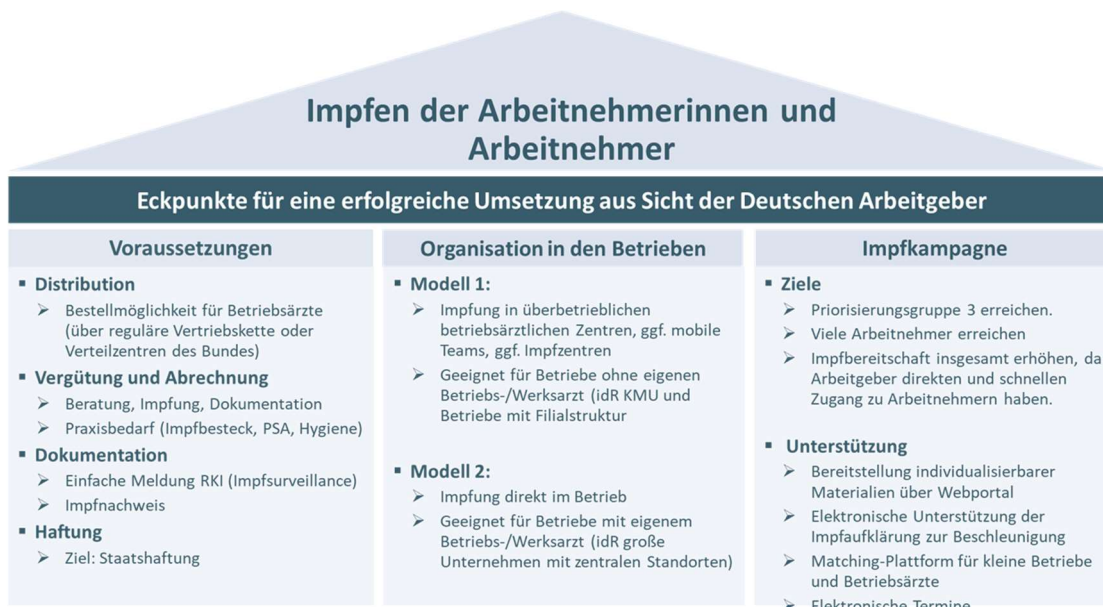 Impfen der Arbeitnehmerinnen und
Arbeitnehmer
Eckpunkte für eine erfolgreiche Umsetzung aus Sicht der Deutschen Arbeitgeber
Voraussetzungen
▪ Distribution
➢ Bestellmöglichkeit für Betriebsärzte
(über reguläre Vertriebskette oder
Verteilzentren des Bundes)
▪ Vergütung und Abrechnung
➢ Beratung, Impfung, Dokumentation
➢ Praxisbedarf (Impfbesteck, PSA, Hygiene)
▪ Dokumentation
➢ Einfache Meldung RKI (Impfsurveillance)
➢ Impfnachweis
▪ Haftung
➢ Ziel: Staatshaftung
Organisation in den Betrieben
▪ Modell 1:
➢ Impfung in überbetrieblichen
betriebsärztlichen Zentren, ggf. mobile
Teams, ggf. Impfzentren
➢ Geeignet für Betriebe ohne eigenen
Betriebs-/Werksarzt (idR KMU und
Betriebe mit Filialstruktur
▪ Modell 2:
➢ Impfung direkt im Betrieb
➢ Geeignet für Betriebe mit eigenem
Betriebs-/Werksarzt (idR große
Unternehmen mit zentralen Standorten)
Impfkampagne
▪ Ziele
➢ Priorisierungsgruppe 3 erreichen.
➢ Viele Arbeitnehmer erreichen
➢ Impfbereitschaft insgesamt erhöhen, da
Arbeitgeber direkten und schnellen
Zugang zu Arbeitnehmern haben.
▪ Unterstützung
➢ Bereitstellung individualisierbarer
Materialien über Webportal
➢ Elektronische Unterstützung der
Impfaufklärung zur Beschleunigung
➢ Matching-Plattform für kleine Betriebe
und Betriebsärzte
➢ Elektronische Termine